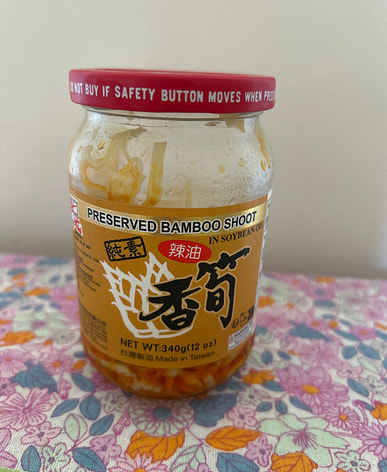 DO NOT BUY IF SAFETY BUTTON MOVES WHEN
PRESERVED BAMBOO SHOOT
IN SOYBEAN OIL
純素
辣油
香筍
NET WT:340g(12 oz)
台灣製造 Made in Taiwan